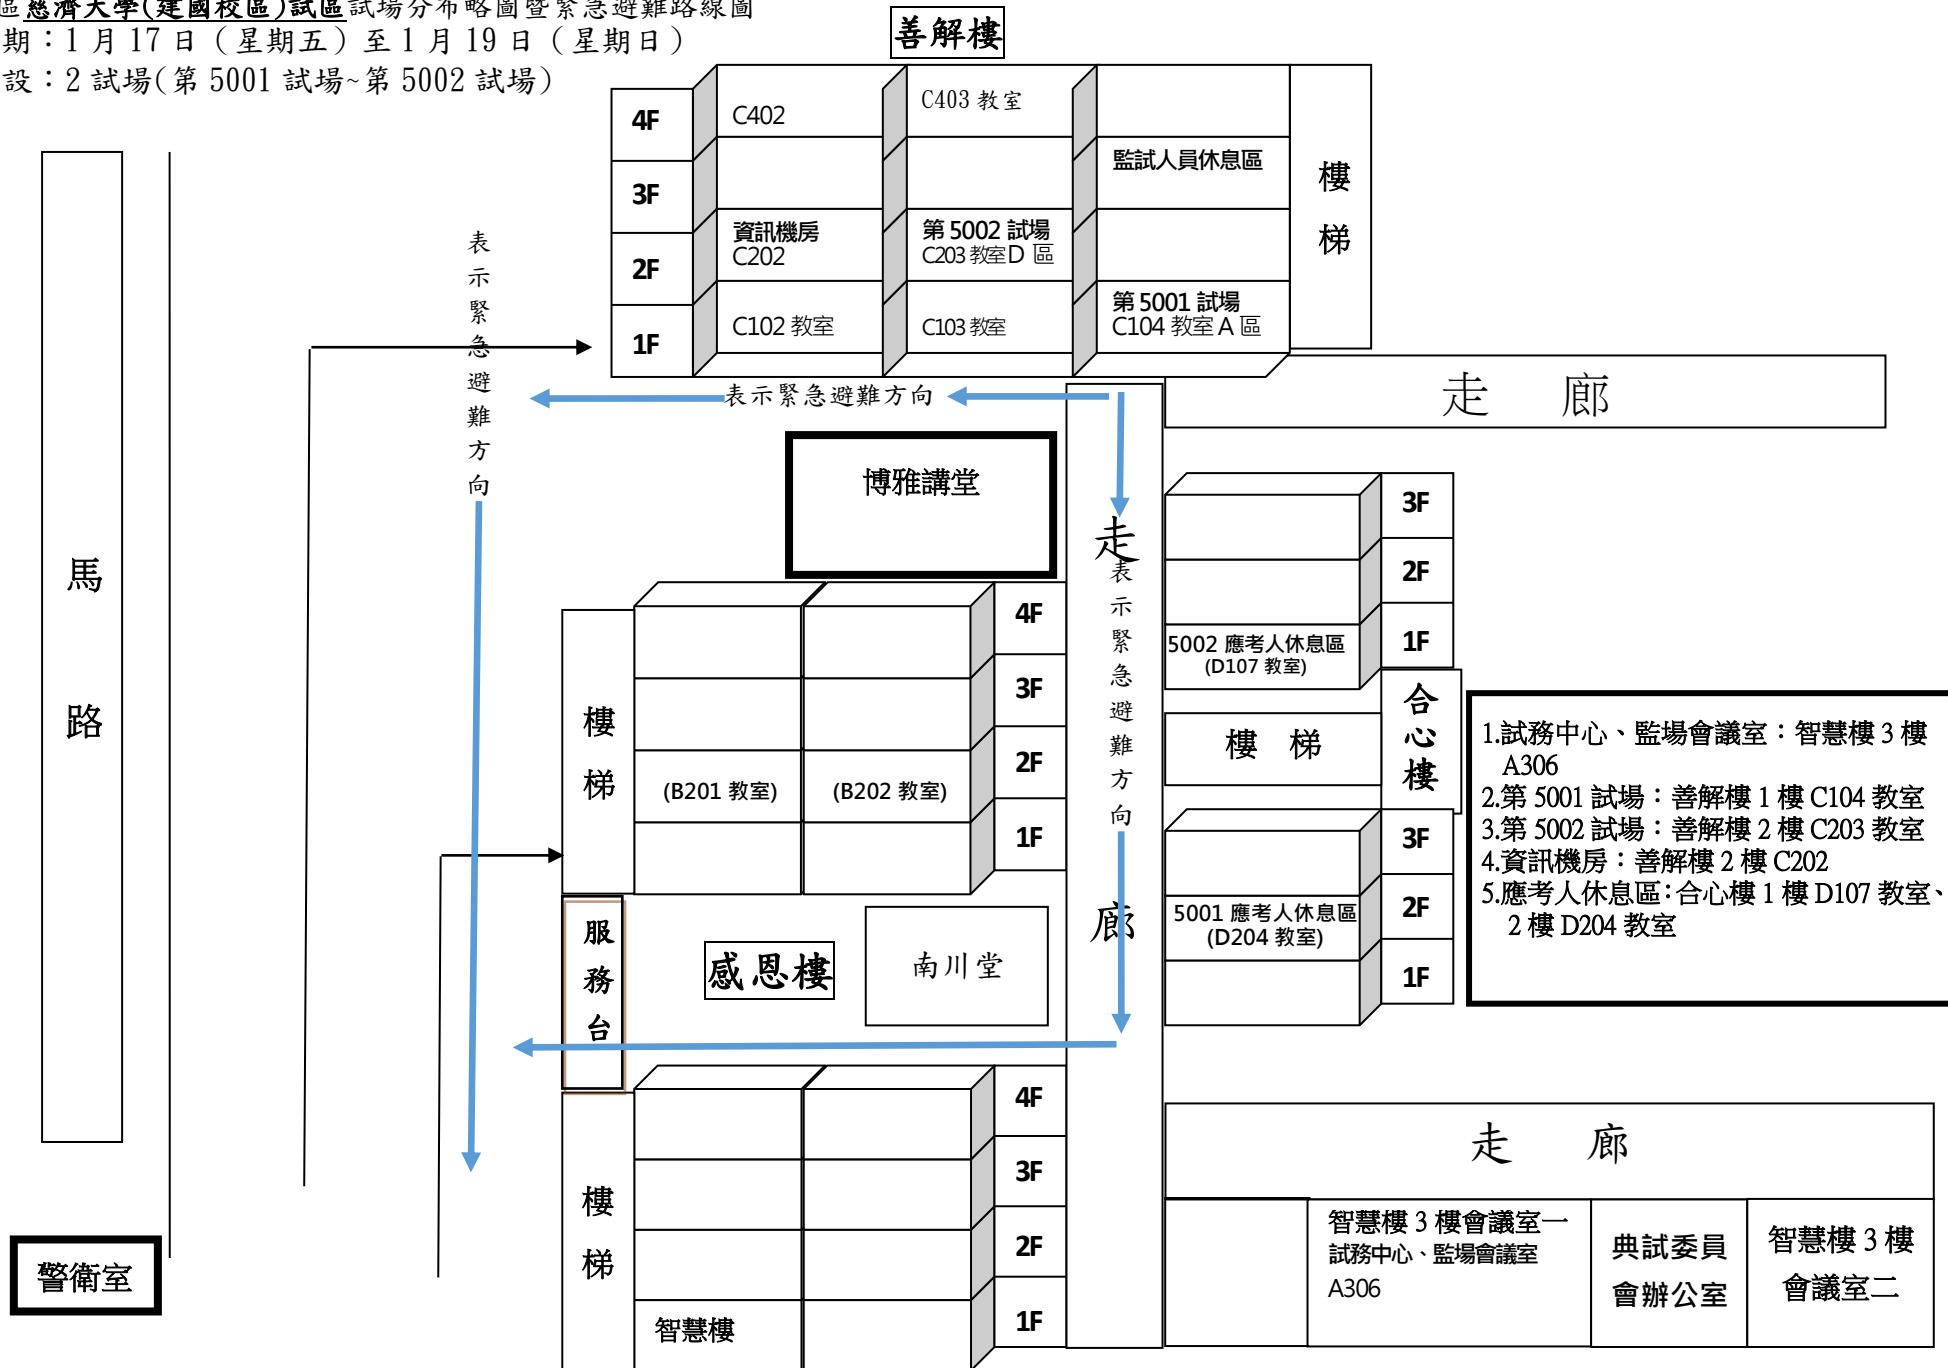 區慈濟大學(建國校區)試區試場分布略圖暨緊急避難路線圖
期：1 月 17 日（星期五）至 1 月 19 日（星期日）
設：2 試場(第 5001 試場~第 5002 試場)
善解樓
4F
C402
C403 教室
3F
監試人員休息區
2F
資訊機房
C202
第 5002 試場
C203 教室 D 區
1F
C102 教室
C103 教室
第 5001 試場
C104 教室 A 區
樓梯
表示緊急避難方向
表示緊急避難方向
走 廊
馬路
博雅講堂
走廊
表示緊急避難方向
3F
2F
1F
5002 應考人休息區
(D107 教室)
樓 梯
合心樓
3F
2F
1F
5001 應考人休息區
(D204 教室)
樓梯
4F
3F
2F
1F
(B201 教室)
(B202 教室)
服務台
感恩樓
南川堂
1.試務中心、監場會議室：智慧樓 3 樓
A306
2.第 5001 試場：善解樓 1 樓 C104 教室
3.第 5002 試場：善解樓 2 樓 C203 教室
4.資訊機房：善解樓 2 樓 C202
5.應考人休息區：合心樓 1 樓 D107 教室、
2 樓 D204 教室
樓梯
4F
3F
2F
1F
智慧樓
走 廊
智慧樓 3 樓會議室一
試務中心、監場會議室
A306
典試委員
會辦公室
智慧樓 3 樓
會議室二
警衛室